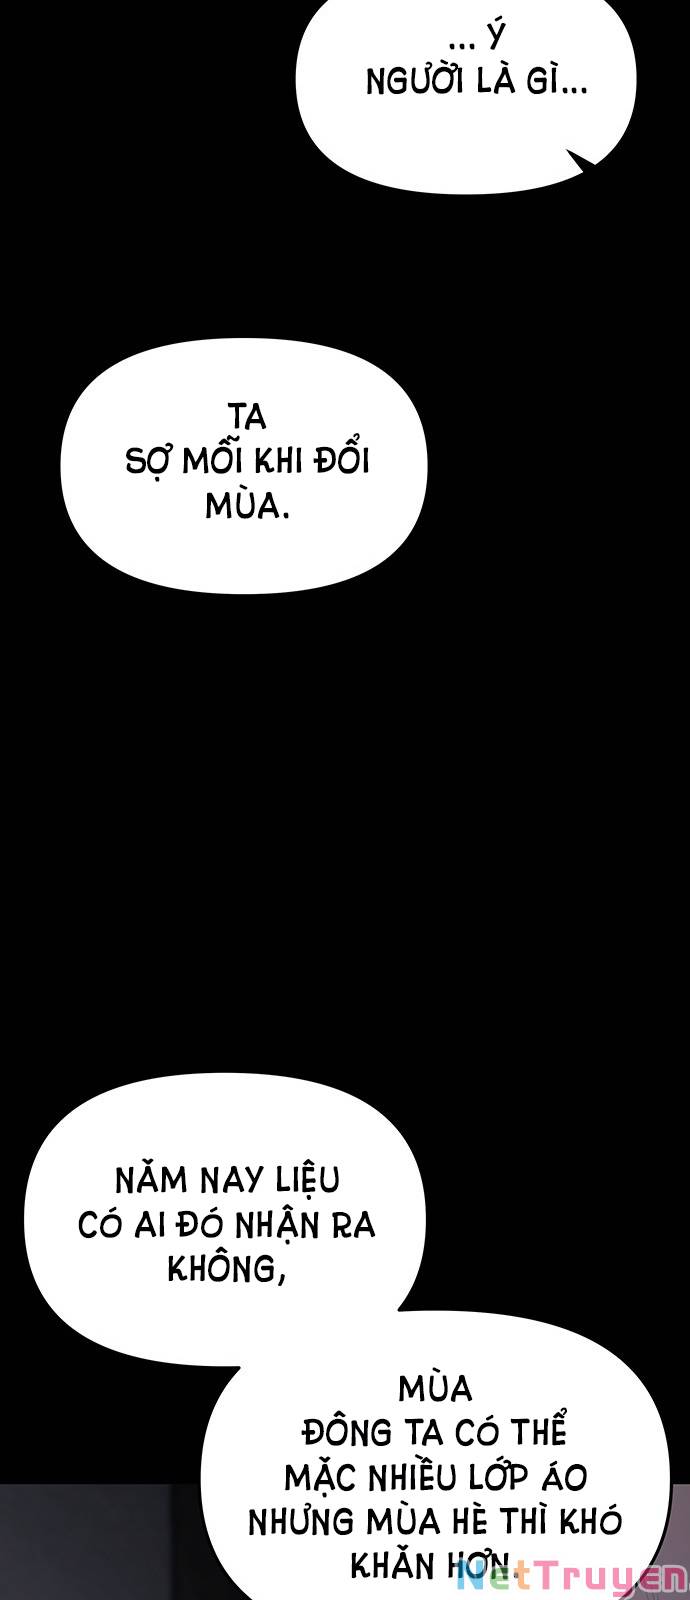 ... Ý
NGƯỜI LÀ GÌ...
TA
SỢ MỖI KHI ĐỔI
MÙA.
NĂM NAY LIỆU
CÓ AI ĐÓ NHẬN RA
KHÔNG,
MÙA
ĐÔNG TA CÓ THỂ
MẶC NHIỀU LỚP ÁO
NHƯNG MÙA HÈ THÌ KHÓ
KHĂN HƠN.
NetTruyen